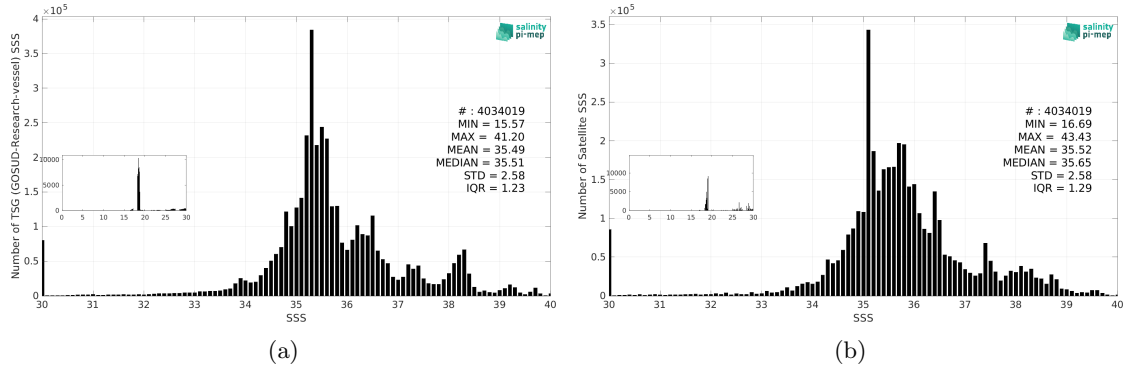 ×10^5
4
3.5
3
2.5
2
1.5
1
0.5
0
Number of TSG (GOSUD-Research-vessel) SSS
salinity
pi-mep
# : 4034019
MIN = 15.57
MAX = 41.20
MEAN = 35.49
MEDIAN = 35.51
STD = 2.58
IQR = 1.23
10000
5000
0
0 5 10 15 20 25 30
30 31 32 33 34 35 36 37 38 39 40
SSS
(a)
×10^5
3.5
3
2.5
2
1.5
1
0.5
0
Number of Satellite SSS
salinity
pi-mep
# : 4034019
MIN = 16.69
MAX = 43.43
MEAN = 35.52
MEDIAN = 35.65
STD = 2.58
IQR = 1.29
10000
5000
0
0 5 10 15 20 25 30
30 31 32 33 34 35 36 37 38 39 40
SSS
(b)